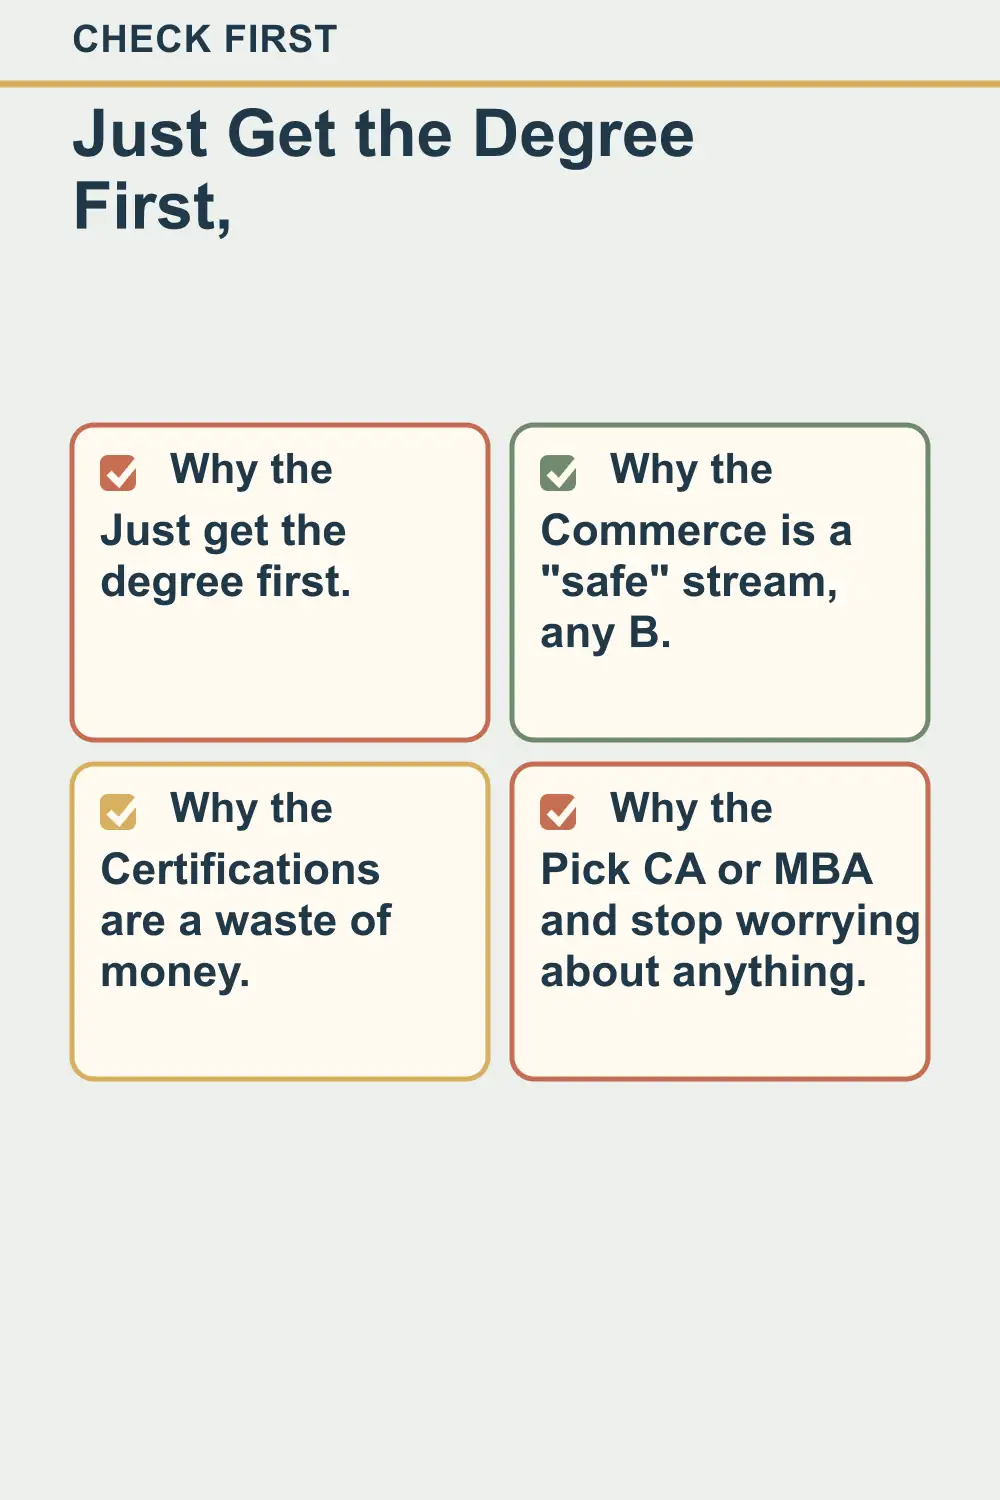 CHECK FIRST
Just Get the Degree
First,
Why the
Just get the
degree first.
Why the
Commerce is a
"safe" stream,
any B.
Why the
Certifications
are a waste of
money.
Why the
Pick CA or MBA
and stop worrying
about anything.